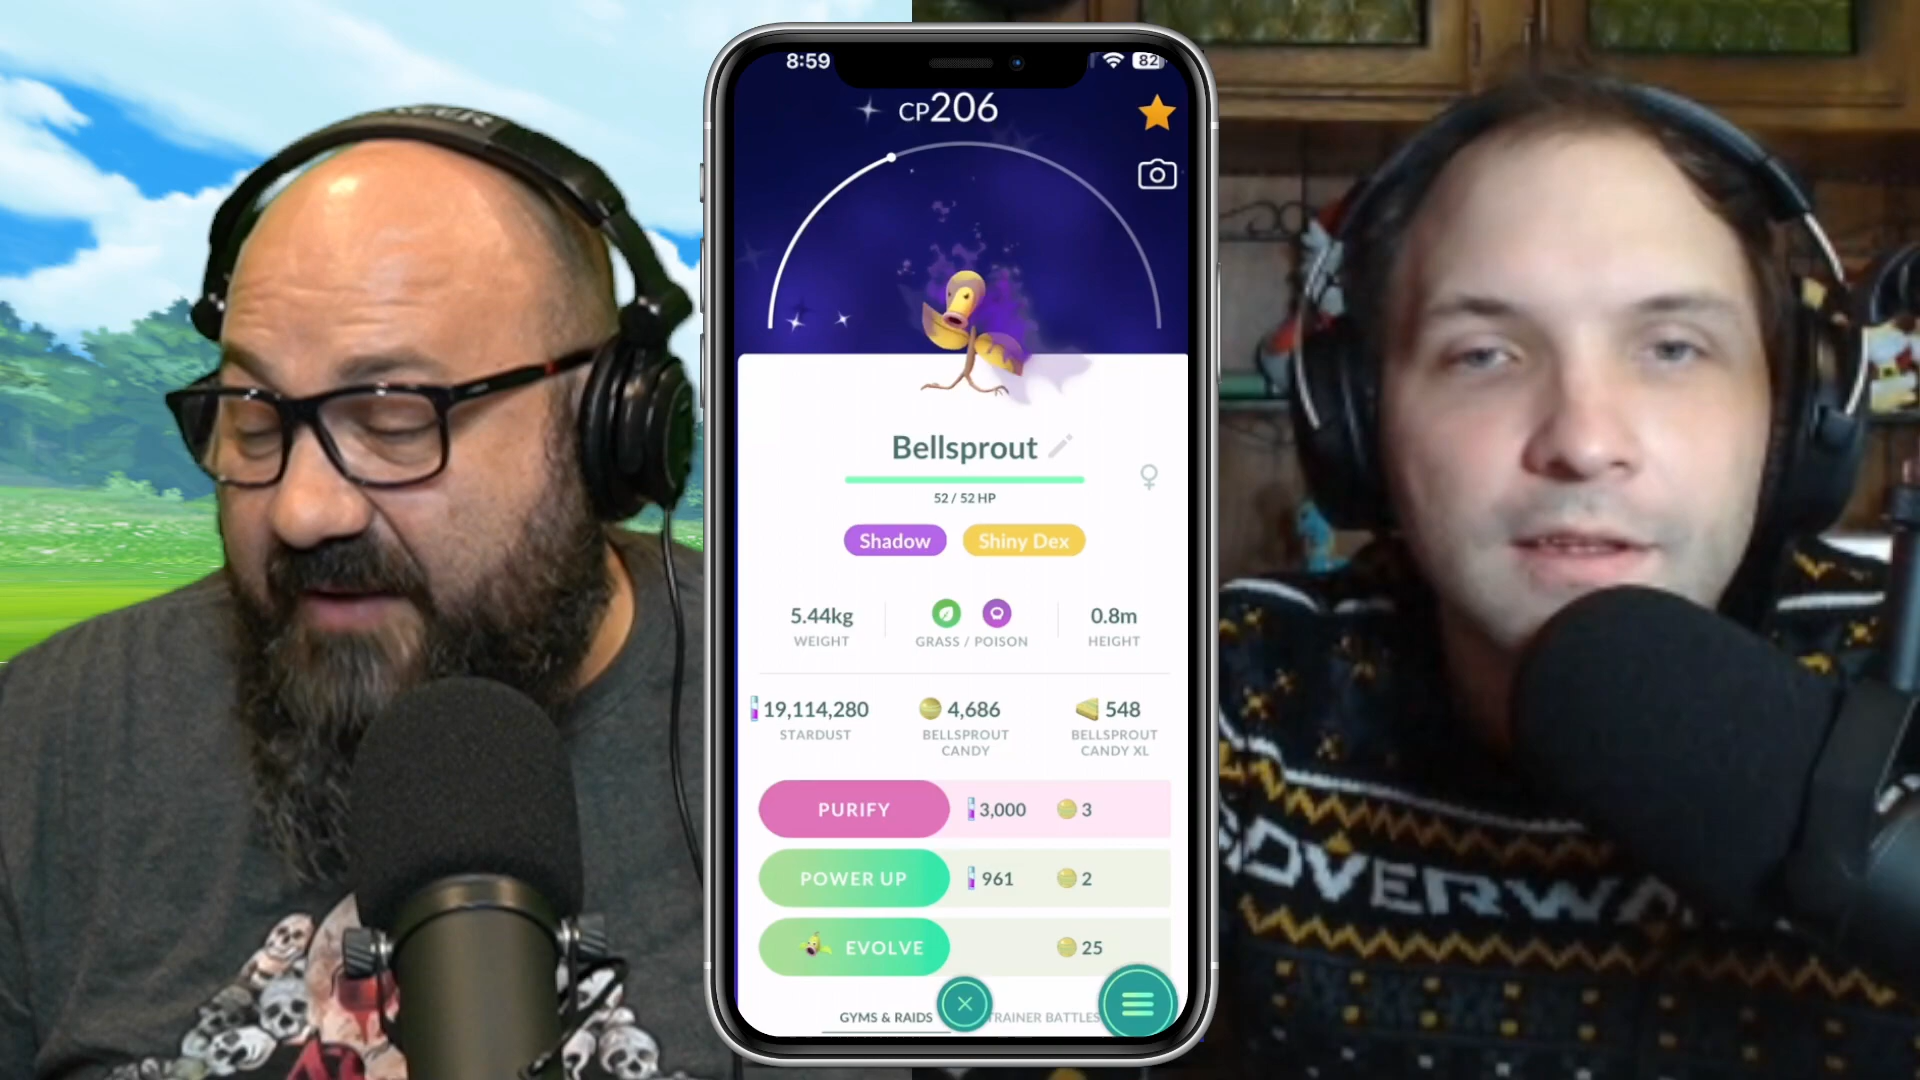 8:59
82
CP206
Bellsprout
52 / 52 HP
Shadow
Shiny Dex
5.44kg
WEIGHT
GRASS / POISON
0.8m
HEIGHT
19,114,280
STARDUST
4,686
BELLSPROUT
CANDY
548
BELLSPROUT
CANDY XL
PURIFY
3,000
3
POWER UP
961
2
EVOLVE
25
GYMS & RAIDS
TRAINER BATTLES
OVERWA